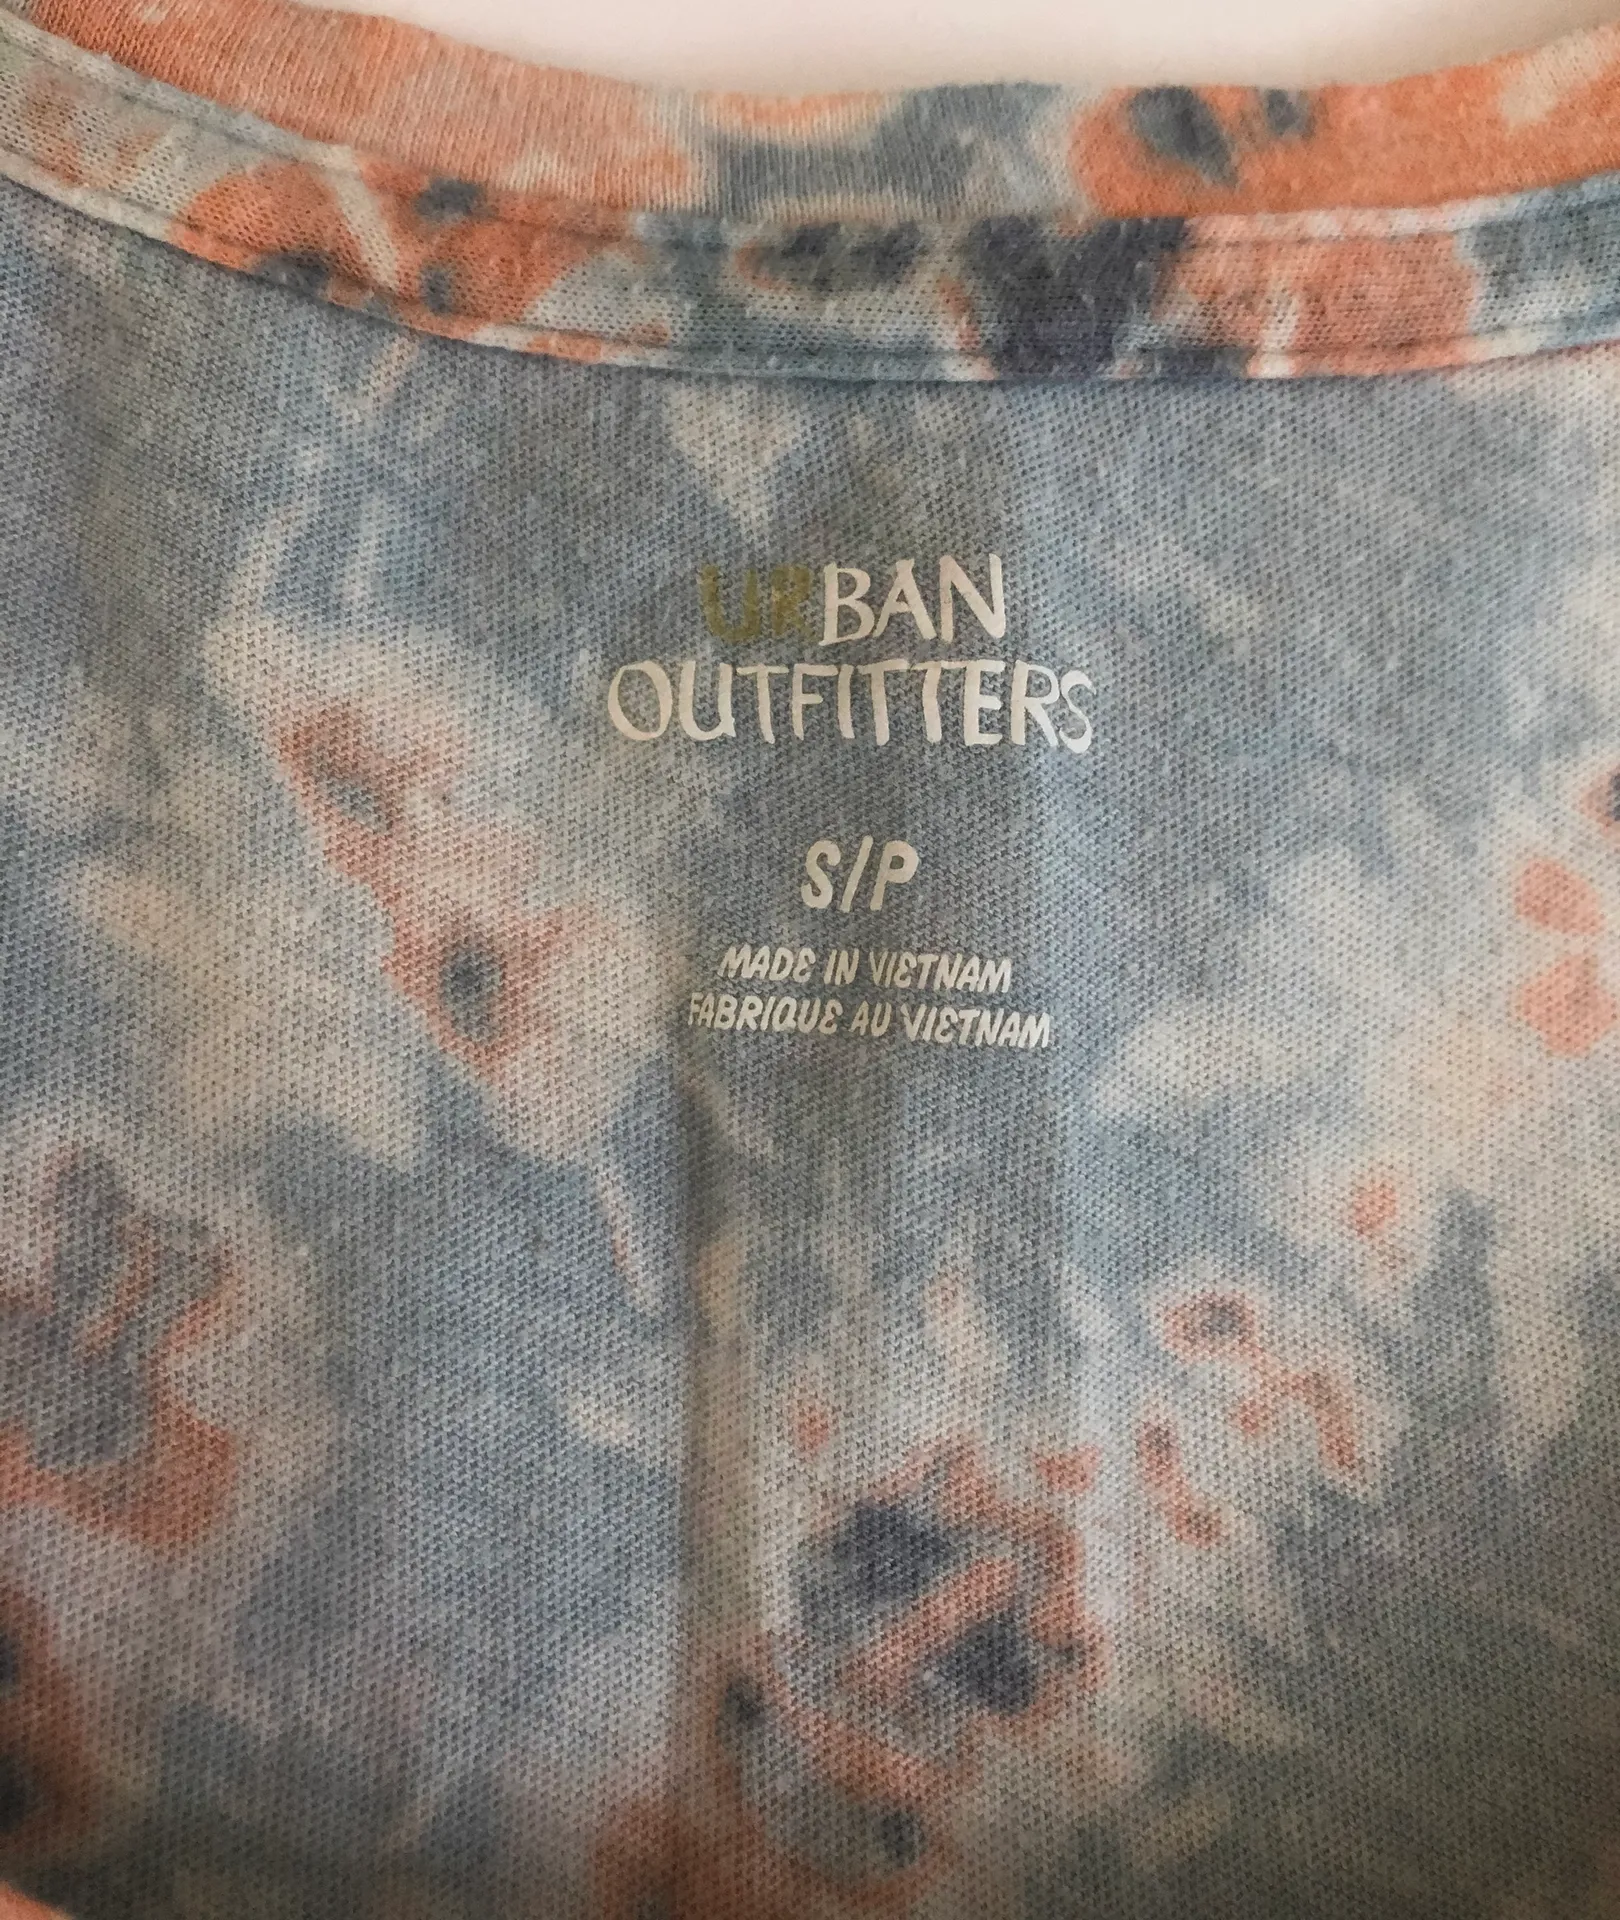 URBAN
OUTFITTERS
S/P
MADE IN VIETNAM
FABRIQUE AU VIETNAM